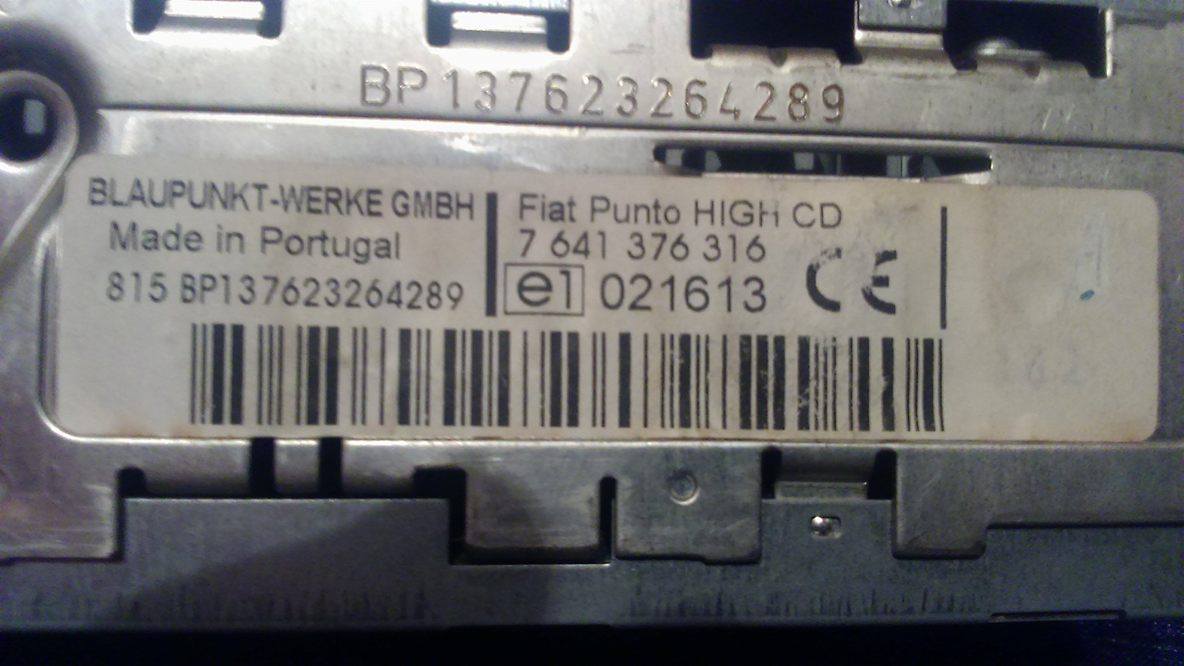 BP137623264289
BLAUPUNKT-WERKE GMBH
Made in Portugal
815 BP137623264289
Fiat Punto HIGH CD
7 641 376 316
e1 021613 CE